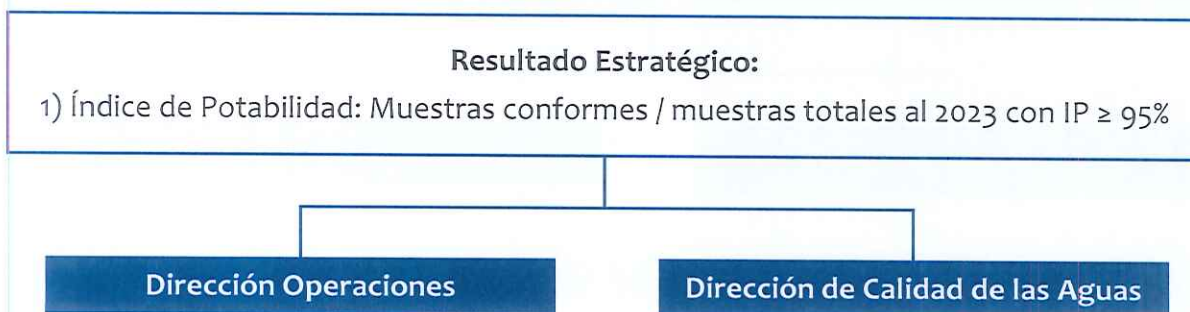 Resultado Estratégico:
1) Índice de Potabilidad: Muestras conformes / muestras totales al 2023 con IP ≥ 95%
Dirección Operaciones
Dirección de Calidad de las Aguas